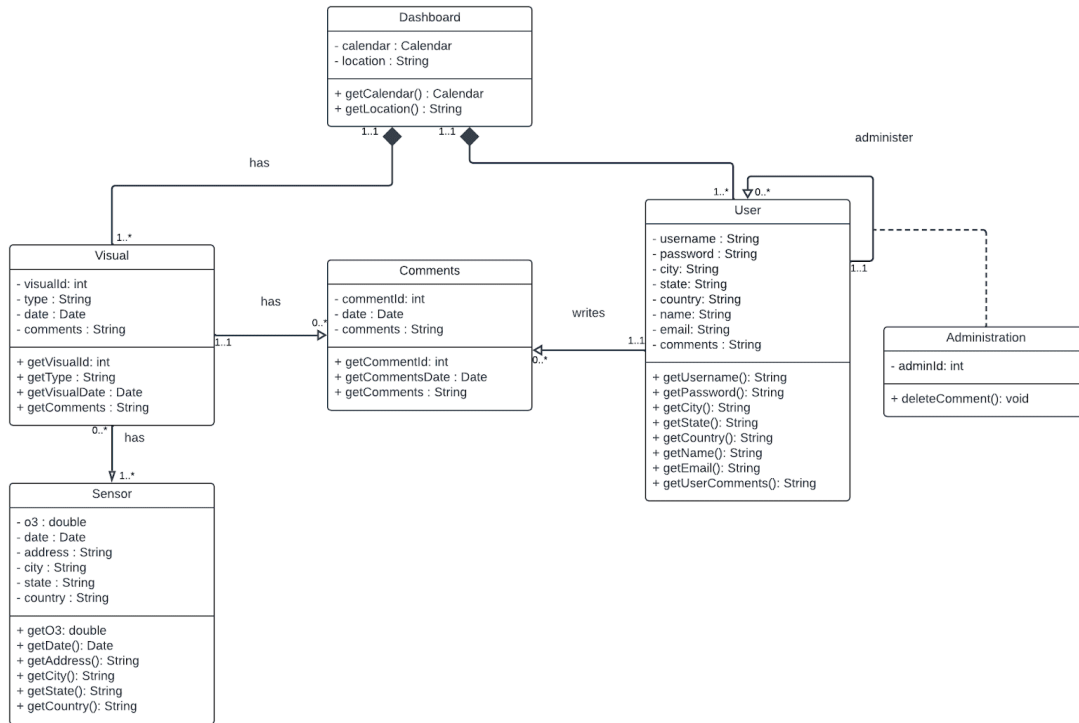 Dashboard
- calendar : Calendar
- location : String
+ getCalendar() : Calendar
+ getLocation() : String
1..1
1..1
administer
has
1..*
0..*
1..*
User
- username : String
- password : String
- city: String
- state: String
- country: String
- name: String
- email: String
- comments : String
+ getUsername(): String
+ getPassword(): String
+ getCity(): String
+ getState(): String
+ getCountry(): String
+ getName(): String
+ getEmail(): String
+ getUserComments(): String
1..1
Visual
- visualId: int
- type : String
- date : Date
- comments : String
+ getVisualId: int
+ getType : String
+ getVisualDate : Date
+ getComments : String
has
0..*
1..1
Comments
- commentId: int
- date : Date
- comments : String
+ getCommentId: int
+ getCommentsDate : Date
+ getComments : String
writes
1..1
0..*
Administration
- adminId: int
+ deleteComment(): void
0..*
has
1..*
Sensor
- o3 : double
- date : Date
- address : String
- city : String
- state : String
- country : String
+ getO3: double
+ getDate(): Date
+ getAddress(): String
+ getCity(): String
+ getState(): String
+ getCountry(): String